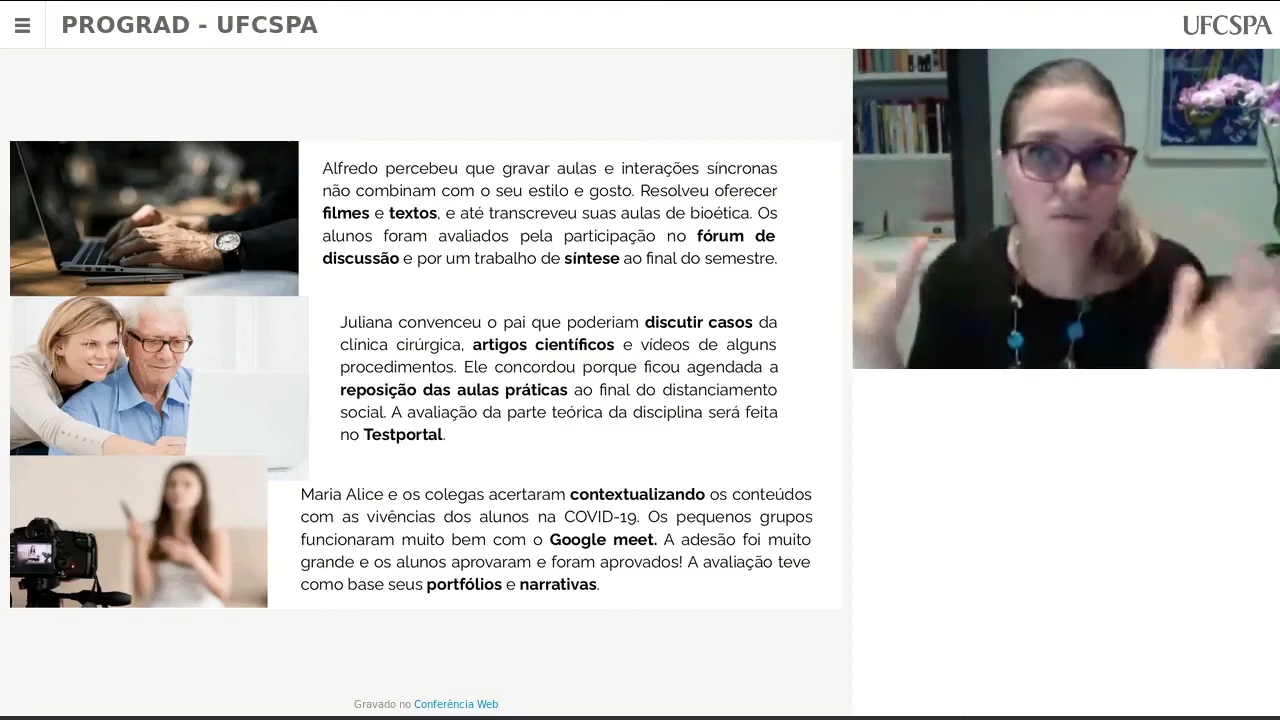 PROGRAD - UFCSPA
UFCSPA
Alfredo percebeu que gravar aulas e interações síncronas
não combinam com o seu estilo e gosto. Resolveu oferecer
filmes e textos, e até transcreveu suas aulas de bioética. Os
alunos foram avaliados pela participação no fórum de
discussão e por um trabalho de síntese ao final do semestre.
Juliana convenceu o pai que poderiam discutir casos da
clínica cirúrgica, artigos científicos e vídeos de alguns
procedimentos. Ele concordou porque ficou agendada a
reposição das aulas práticas ao final do distanciamento
social. A avaliação da parte teórica da disciplina será feita
no Testportal.
Maria Alice e os colegas acertaram contextualizando os conteúdos
com as vivências dos alunos na COVID-19. Os pequenos grupos
funcionaram muito bem com o Google meet. A adesão foi muito
grande e os alunos aprovaram e foram aprovados! A avaliação teve
como base seus portfólios e narrativas.
Gravado no Conferência Web